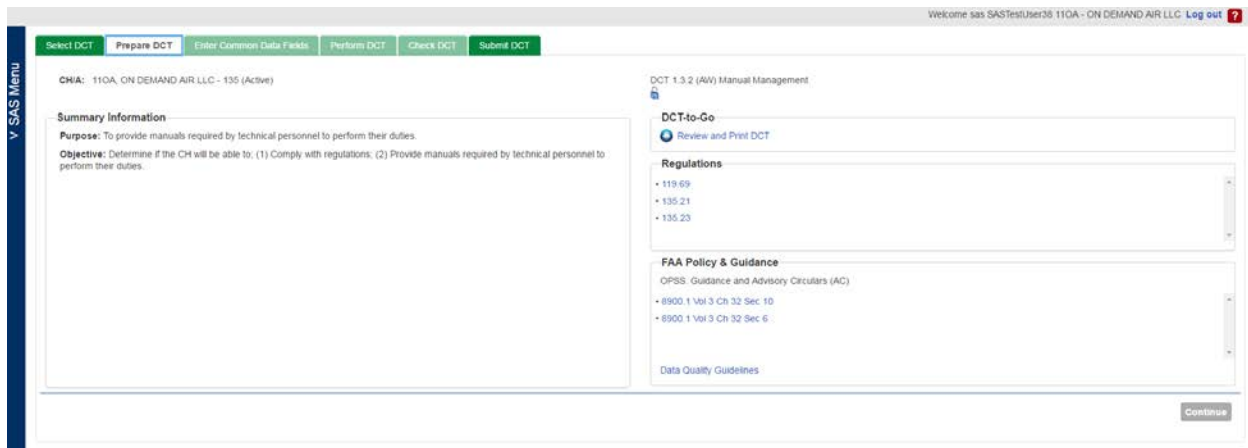 Welcome sas SASTestUser38 11OA - ON DEMAND AIR LLC Log out ?
V SAS Menu
Select DCT Prepare DCT Enter Common Data Fields Perform DCT Check DCT Submit DCT
CH/A: 11OA, ON DEMAND AIR LLC - 135 (Active)
DCT 1.3.2 (AW) Manual Management
Summary Information
Purpose: To provide manuals required by technical personnel to perform their duties.
Objective: Determine if the CH will be able to; (1) Comply with regulations; (2) Provide manuals required by technical personnel to
perform their duties.
DCT-to-Go
Review and Print DCT
Regulations
• 119.69
• 135.21
• 135.23
FAA Policy & Guidance
OPSS: Guidance and Advisory Circulars (AC)
• 8900.1 Vol 3 Ch 32 Sec 10
• 8900.1 Vol 3 Ch 32 Sec 6
Data Quality Guidelines
Continue